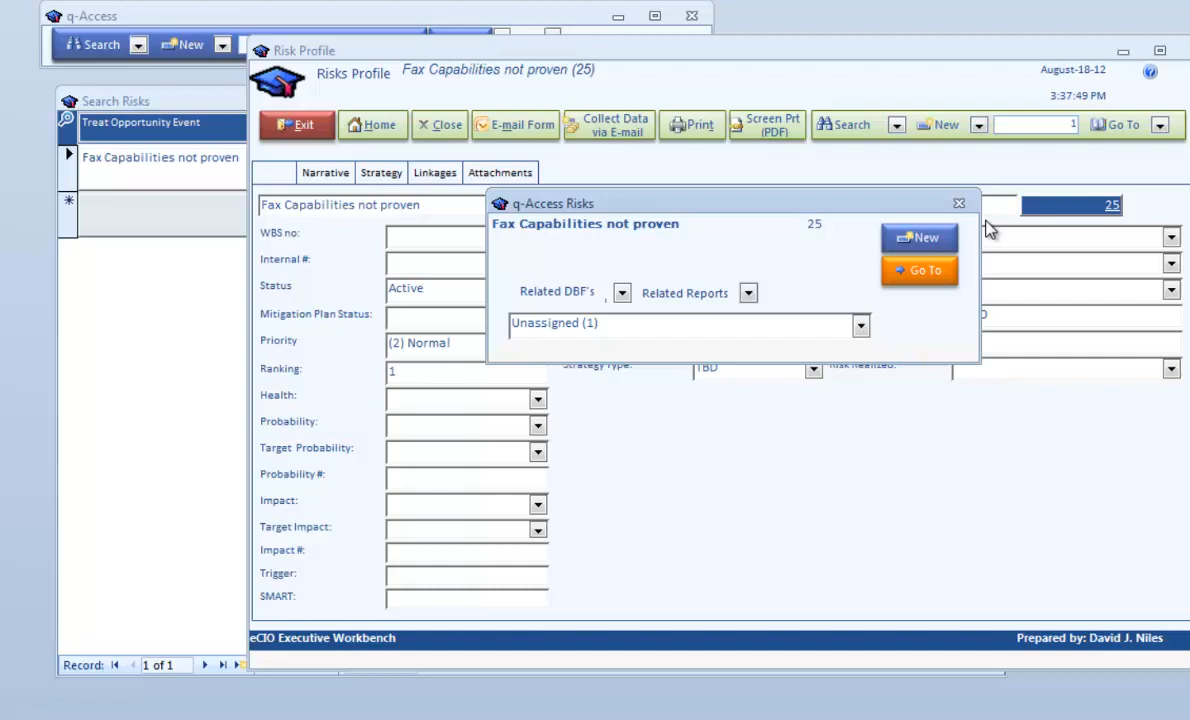 q-Access
Search
New
Risk Profile
Risks Profile
Fax Capabilities not proven (25)
August-18-12
3:37:49 PM
Exit
Home
Close
E-mail Form
Collect Data
via E-mail
Print
Screen Prt
(PDF)
Search
New
1
Go To
Search Risks
Treat Opportunity Event
Fax Capabilities not proven
Narrative
Strategy
Linkages
Attachments
Fax Capabilities not proven
25
q-Access Risks
Fax Capabilities not proven 25
New
Go To
Related DBF's
Related Reports
Unassigned (1)
WBS no:
Internal #:
Status
Active
Mitigation Plan Status:
Priority
(2) Normal
Ranking:
1
Strategy Type:
TBD
Risk Realized:
Health:
Probability:
Target Probability:
Probability #:
Impact:
Target Impact:
Impact #:
Trigger:
SMART:
eCIO Executive Workbench
Prepared by: David J. Niles
Record:
1 of 1